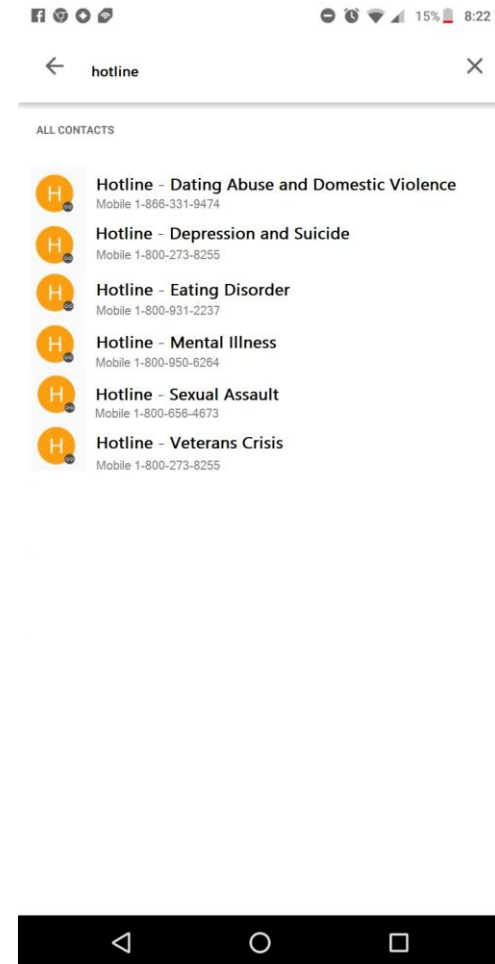 15% 8:22
hotline
ALL CONTACTS
H Hotline - Dating Abuse and Domestic Violence
Mobile 1-866-331-9474
H Hotline - Depression and Suicide
Mobile 1-800-273-8255
H Hotline - Eating Disorder
Mobile 1-800-931-2237
H Hotline - Mental Illness
Mobile 1-800-950-6264
H Hotline - Sexual Assault
Mobile 1-800-656-4673
H Hotline - Veterans Crisis
Mobile 1-800-273-8255